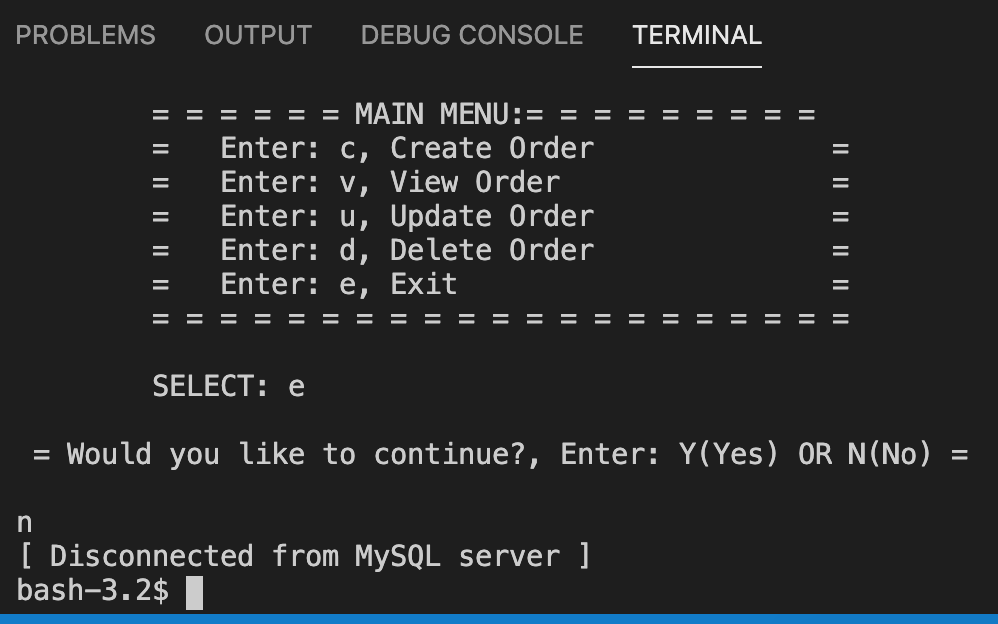 PROBLEMS OUTPUT DEBUG CONSOLE TERMINAL
= = = = = = MAIN MENU:= = = = = = = = =
= Enter: c, Create Order =
= Enter: v, View Order =
= Enter: u, Update Order =
= Enter: d, Delete Order =
= Enter: e, Exit =
= = = = = = = = = = = = = = = = = = = = =
SELECT: e
= Would you like to continue?, Enter: Y(Yes) OR N(No) =
n
[ Disconnected from MySQL server ]
bash-3.2$